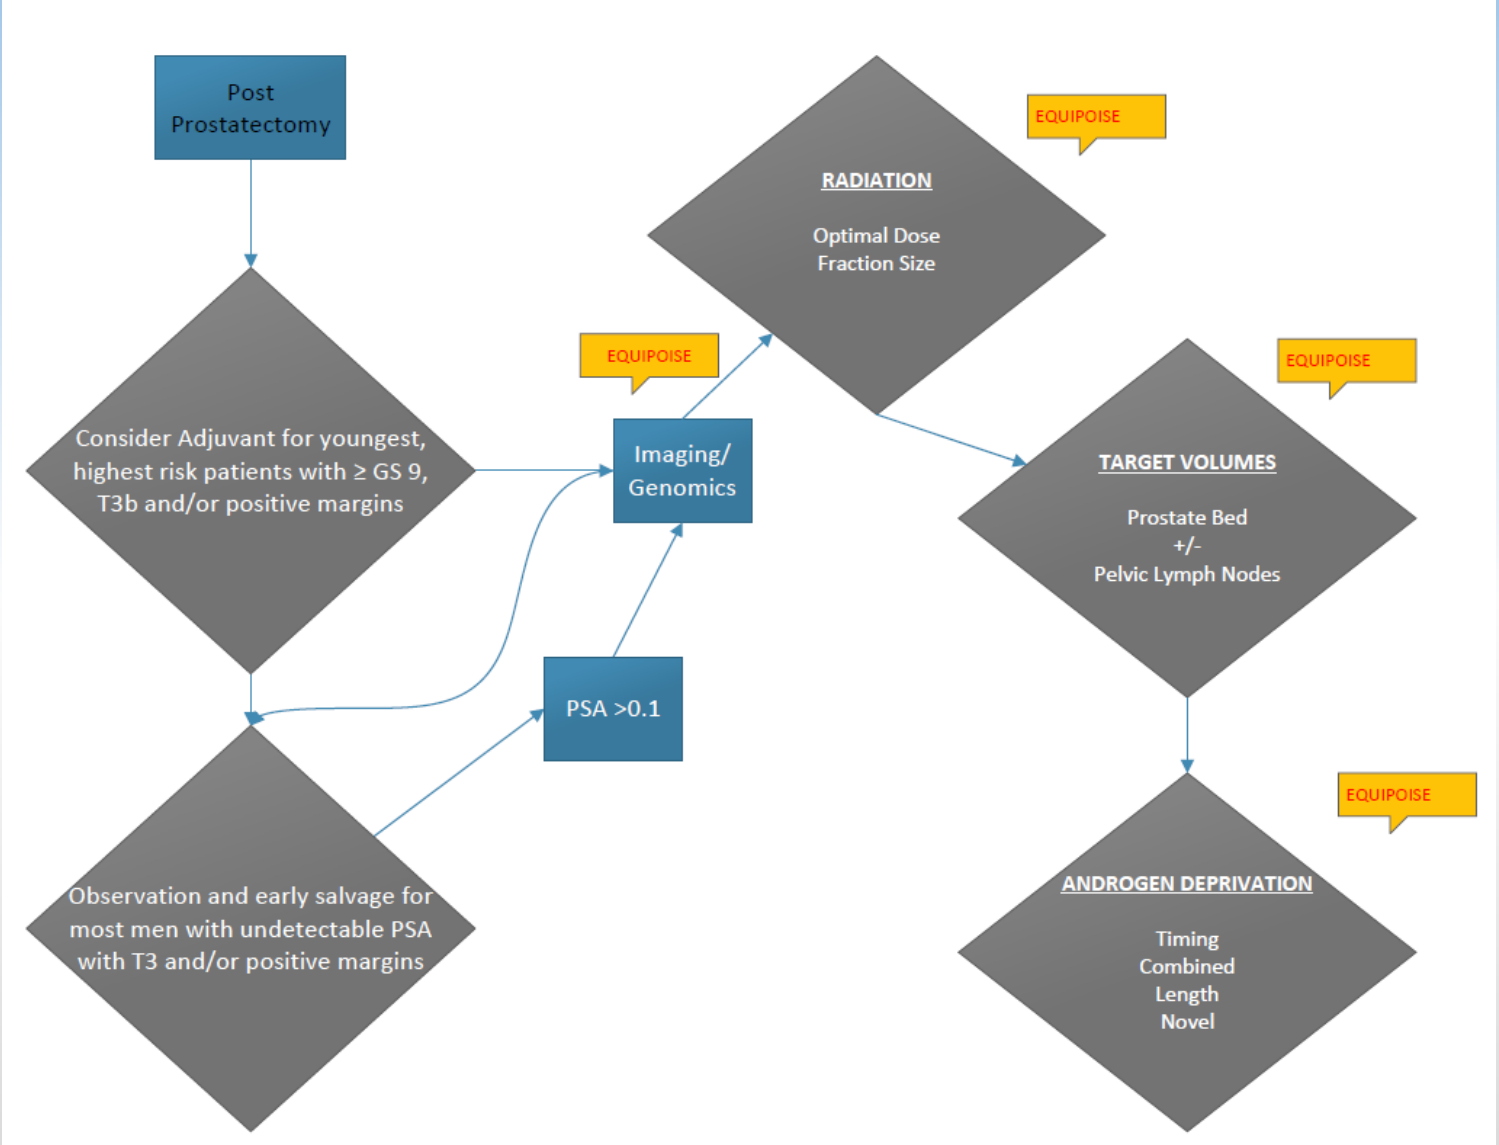 Post
Prostatectomy
Consider Adjuvant for youngest,
highest risk patients with ≥ GS 9,
T3b and/or positive margins
Observation and early salvage for
most men with undetectable PSA
with T3 and/or positive margins
PSA >0.1
EQUIPOISE
Imaging/
Genomics
EQUIPOISE
RADIATION
Optimal Dose
Fraction Size
EQUIPOISE
TARGET VOLUMES
Prostate Bed
+/-
Pelvic Lymph Nodes
EQUIPOISE
ANDROGEN DEPRIVATION
Timing
Combined
Length
Novel